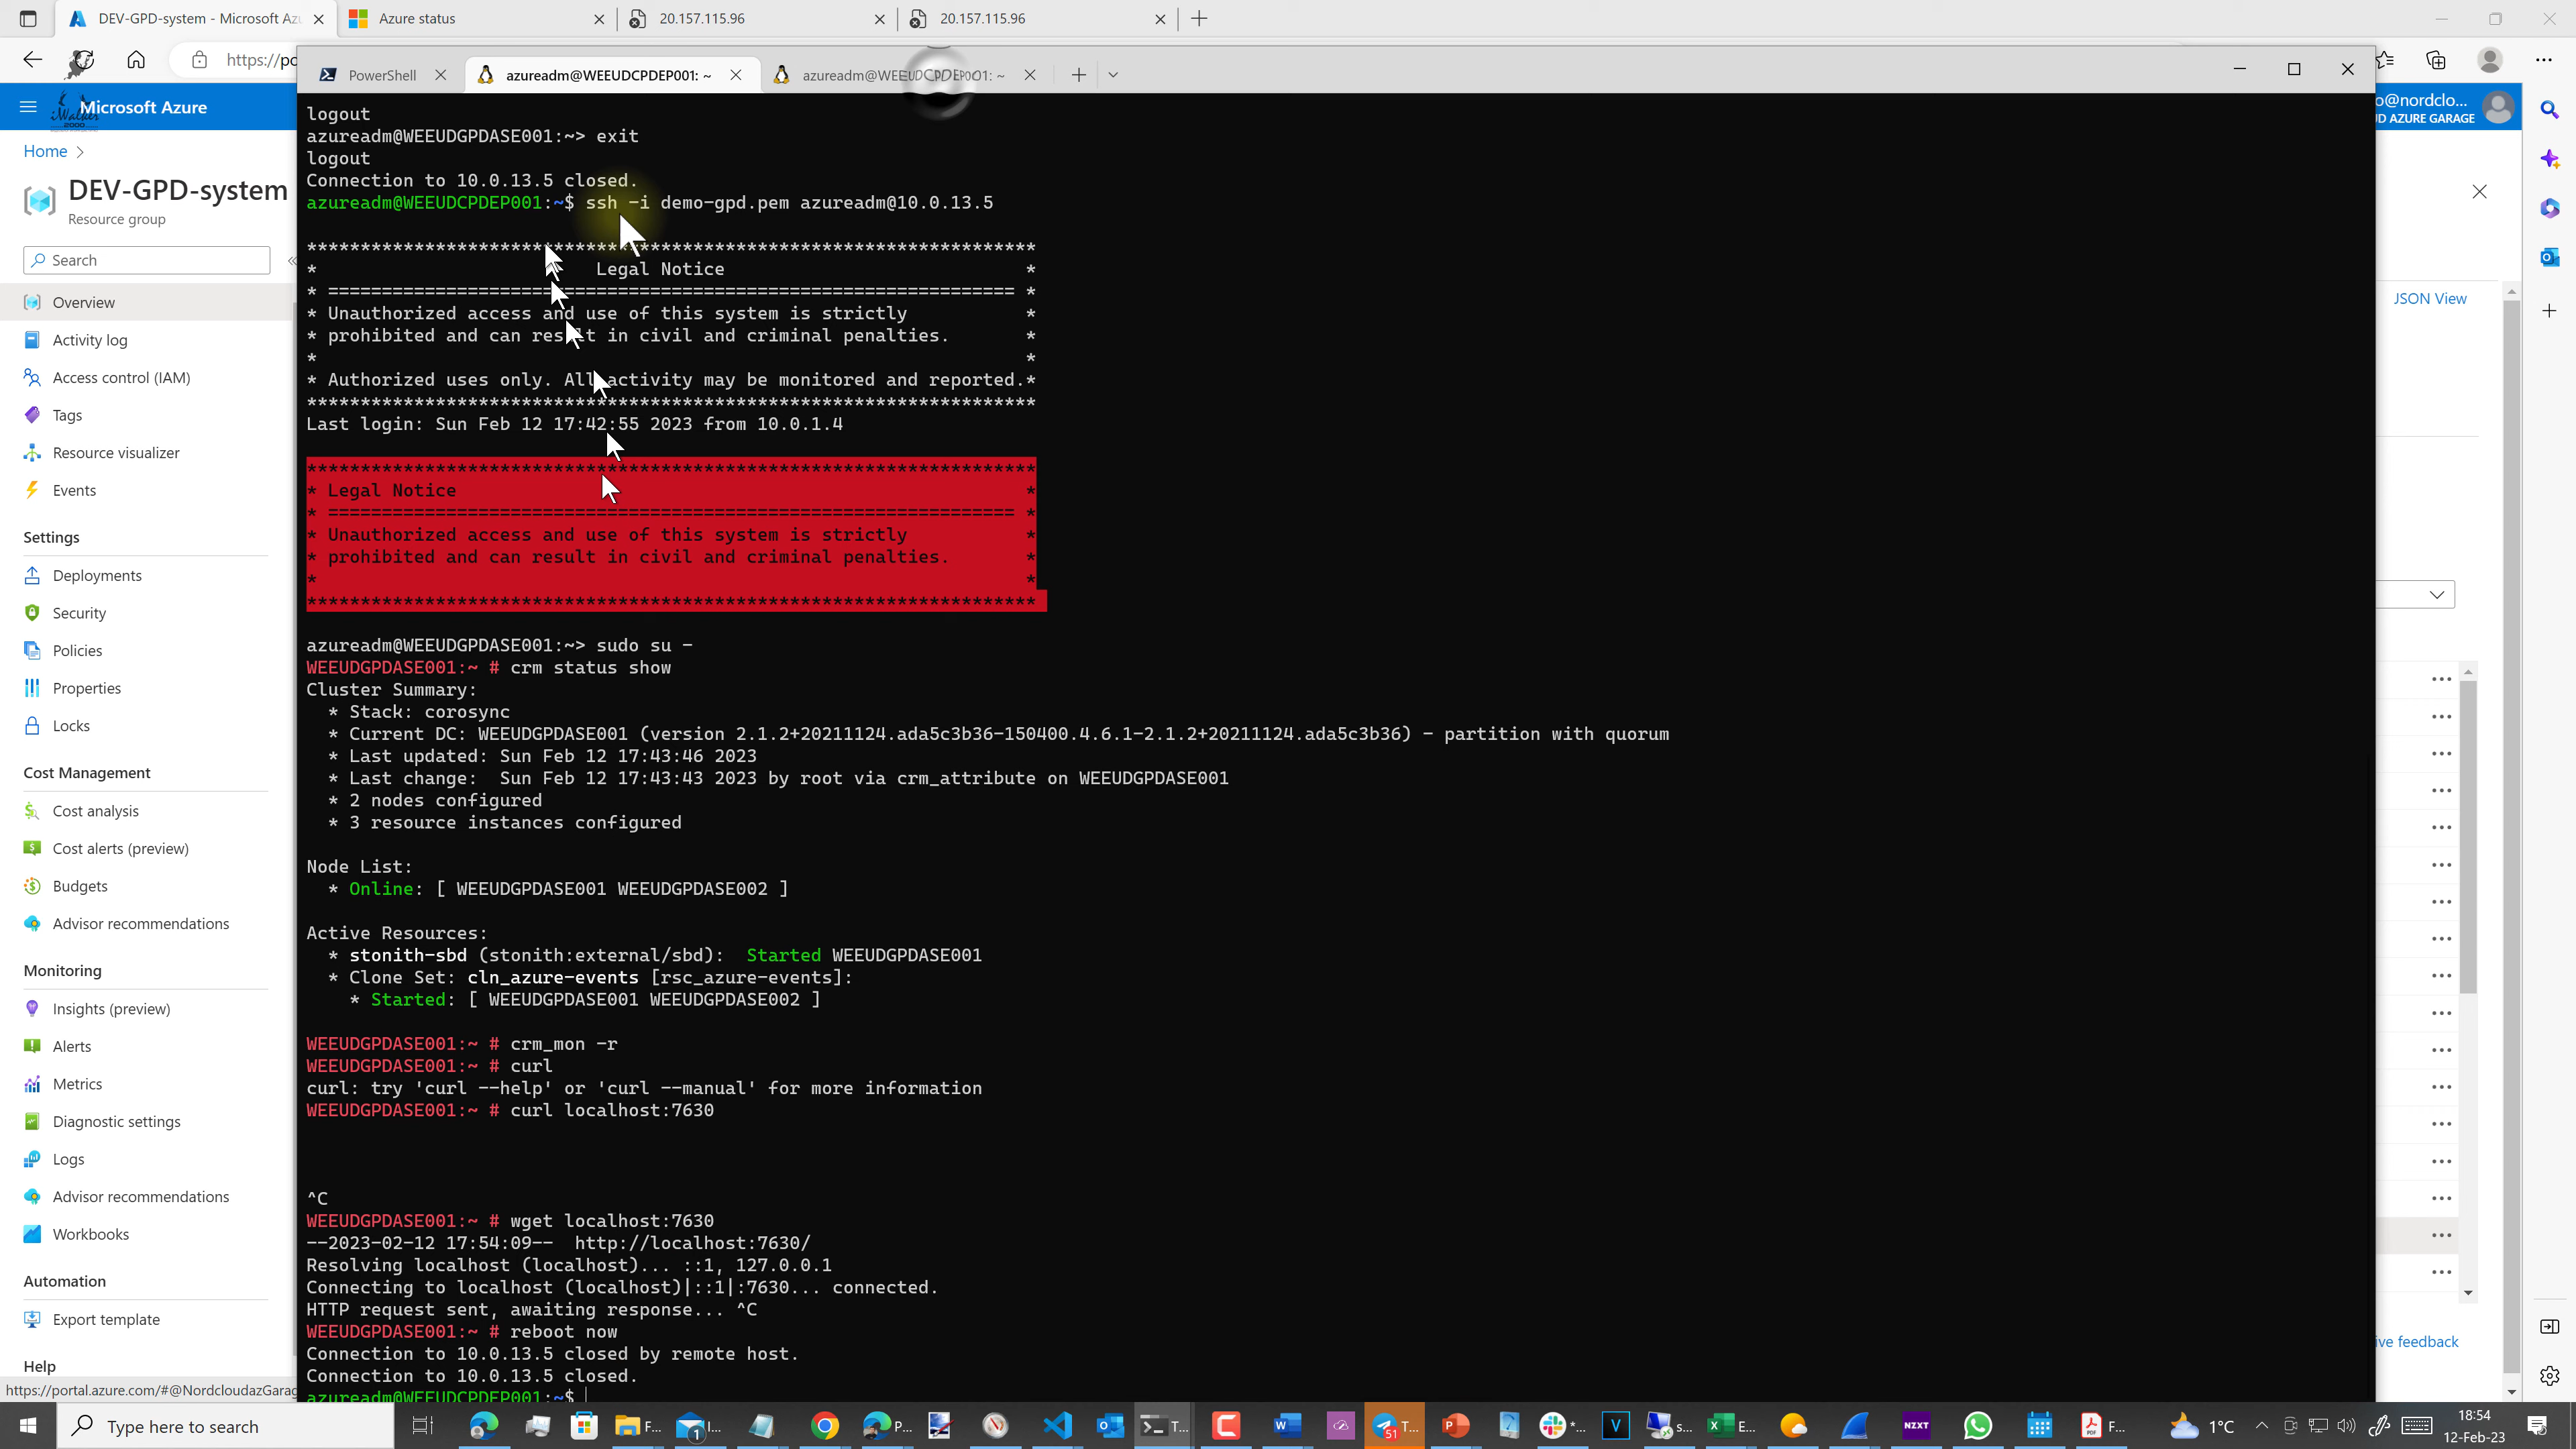 DEV-GPD-system - Microsoft Az
Azure status
20.157.115.96
20.157.115.96
https://po
PowerShell
azureadm@WEEUDCPDEP001: ~
azureadm@WEEUDCPDEP001: ~
Microsoft Azure
iWalker
2000
o@nordclo...
D AZURE GARAGE
Home
DEV-GPD-system
Resource group
Search
Overview
Activity log
Access control (IAM)
Tags
Resource visualizer
Events
Settings
Deployments
Security
Policies
Properties
Locks
Cost Management
Cost analysis
Cost alerts (preview)
Budgets
Advisor recommendations
Monitoring
Insights (preview)
Alerts
Metrics
Diagnostic settings
Logs
Advisor recommendations
Workbooks
Automation
Export template
Help
https://portal.azure.com/#@NordcloudazGarag
logout
azureadm@WEEUDGPDASE001:~> exit
logout
Connection to 10.0.13.5 closed.
azureadm@WEEUDCPDEP001:~$ ssh -i demo-gpd.pem azureadm@10.0.13.5
********************************************************************
* Legal Notice *
* ================================================================ *
* Unauthorized access and use of this system is strictly *
* prohibited and can result in civil and criminal penalties. *
* *
* Authorized uses only. All activity may be monitored and reported.*
********************************************************************
Last login: Sun Feb 12 17:42:55 2023 from 10.0.1.4
********************************************************************
* Legal Notice *
* ================================================================ *
* Unauthorized access and use of this system is strictly *
* prohibited and can result in civil and criminal penalties. *
* *
********************************************************************
azureadm@WEEUDGPDASE001:~> sudo su -
WEEUDGPDASE001:~ # crm status show
Cluster Summary:
* Stack: corosync
* Current DC: WEEUDGPDASE001 (version 2.1.2+20211124.ada5c3b36-150400.4.6.1-2.1.2+20211124.ada5c3b36) - partition with quorum
* Last updated: Sun Feb 12 17:43:46 2023
* Last change: Sun Feb 12 17:43:43 2023 by root via crm_attribute on WEEUDGPDASE001
* 2 nodes configured
* 3 resource instances configured
Node List:
* Online: [ WEEUDGPDASE001 WEEUDGPDASE002 ]
Active Resources:
* stonith-sbd (stonith:external/sbd): Started WEEUDGPDASE001
* Clone Set: cln_azure-events [rsc_azure-events]:
* Started: [ WEEUDGPDASE001 WEEUDGPDASE002 ]
WEEUDGPDASE001:~ # crm_mon -r
WEEUDGPDASE001:~ # curl
curl: try 'curl --help' or 'curl --manual' for more information
WEEUDGPDASE001:~ # curl localhost:7630
^C
WEEUDGPDASE001:~ # wget localhost:7630
--2023-02-12 17:54:09-- http://localhost:7630/
Resolving localhost (localhost)... ::1, 127.0.0.1
Connecting to localhost (localhost)|::1|:7630... connected.
HTTP request sent, awaiting response... ^C
WEEUDGPDASE001:~ # reboot now
Connection to 10.0.13.5 closed by remote host.
Connection to 10.0.13.5 closed.
azureadm@WEEUDCPDEP001:~$
JSON View
ive feedback
Type here to search
F...
1
I...
P...
T...
*...
51
T...
V
s...
E...
NZXT
F...
1°C
18:54
12-Feb-23